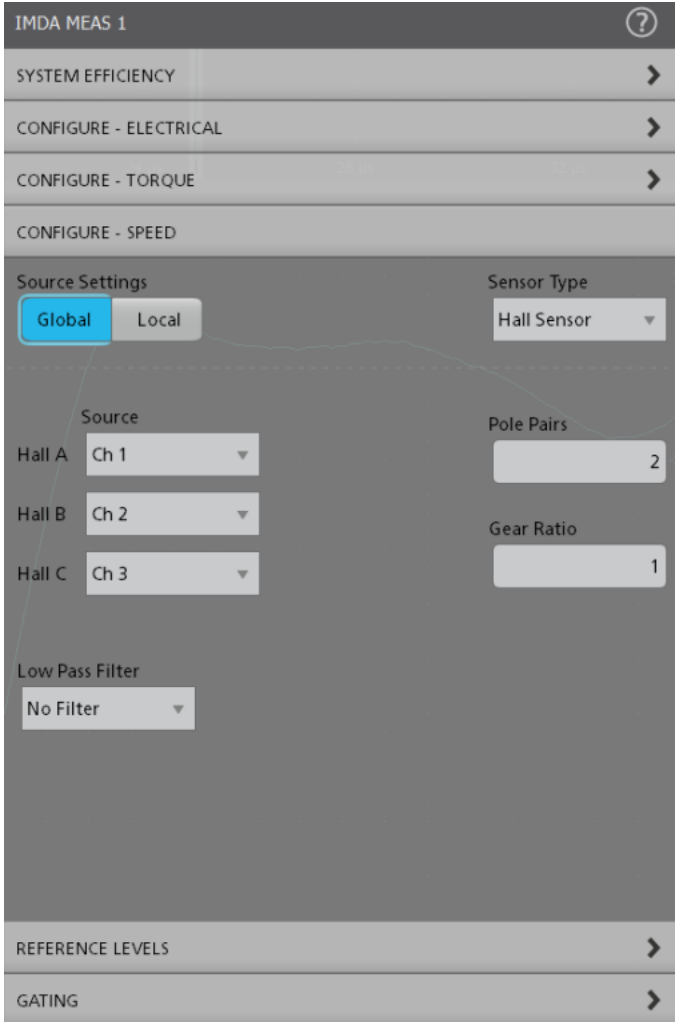 IMDA MEAS 1 ?
SYSTEM EFFICIENCY
CONFIGURE - ELECTRICAL
CONFIGURE - TORQUE
CONFIGURE - SPEED
Source Settings
Global Local
Sensor Type
Hall Sensor
Source
Hall A Ch 1
Hall B Ch 2
Hall C Ch 3
Pole Pairs
2
Gear Ratio
1
Low Pass Filter
No Filter
REFERENCE LEVELS
GATING